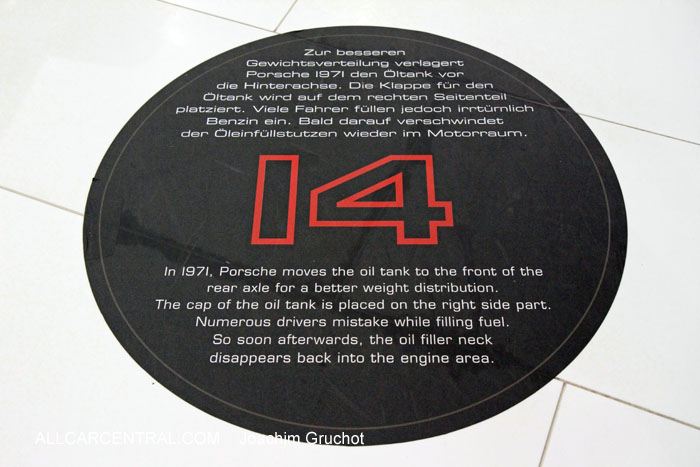 Zur besseren
Gewichtsverteilung verlagert
Porsche 1971 den Öltank vor
die Hinterachse. Die Klappe für den
Öltank wird auf dem rechten Seitenteil
platziert. Viele Fahrer füllen jedoch irrtümlich
Benzin ein. Bald darauf verschwindet
der Öleinfüllstutzen wieder im Motorraum.
14
In 1971, Porsche moves the oil tank to the front of the
rear axle for a better weight distribution.
The cap of the oil tank is placed on the right side part.
Numerous drivers mistake while filling fuel.
So soon afterwards, the oil filler neck
disappears back into the engine area.
ALLCARCENTRAL.COM Joachim Gruchot